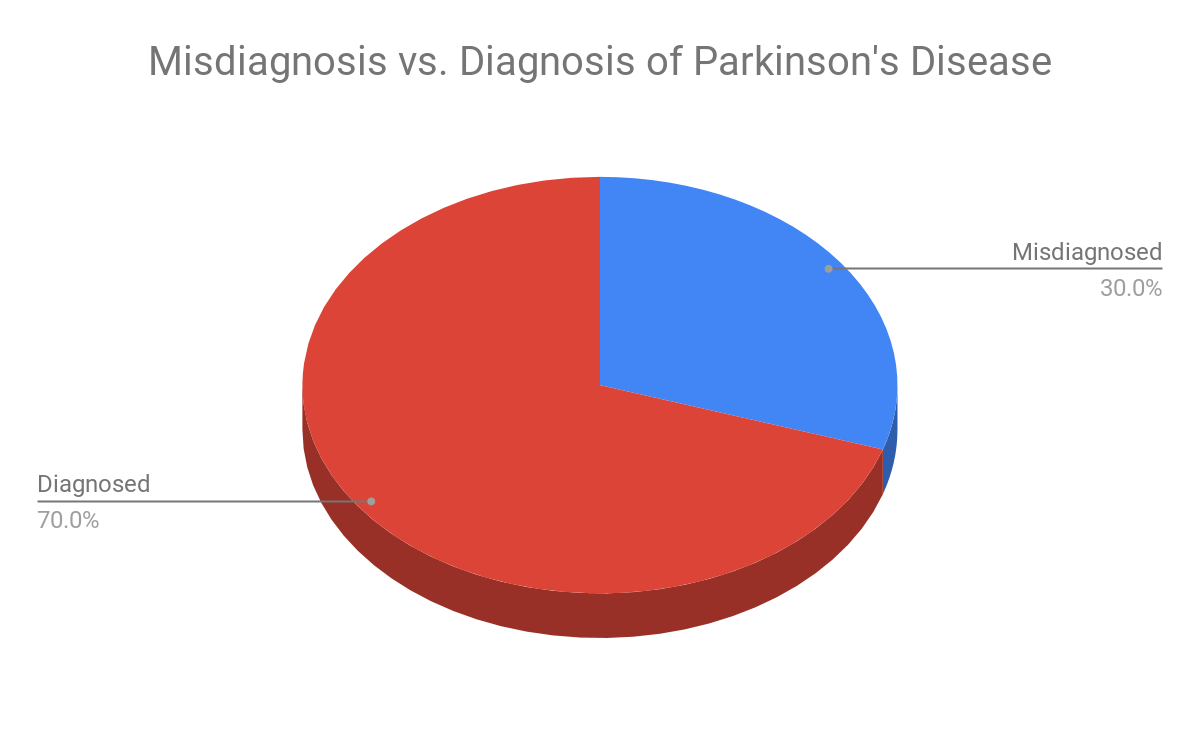 Misdiagnosis vs. Diagnosis of Parkinson's Disease
Misdiagnosed
30.0%
Diagnosed
70.0%